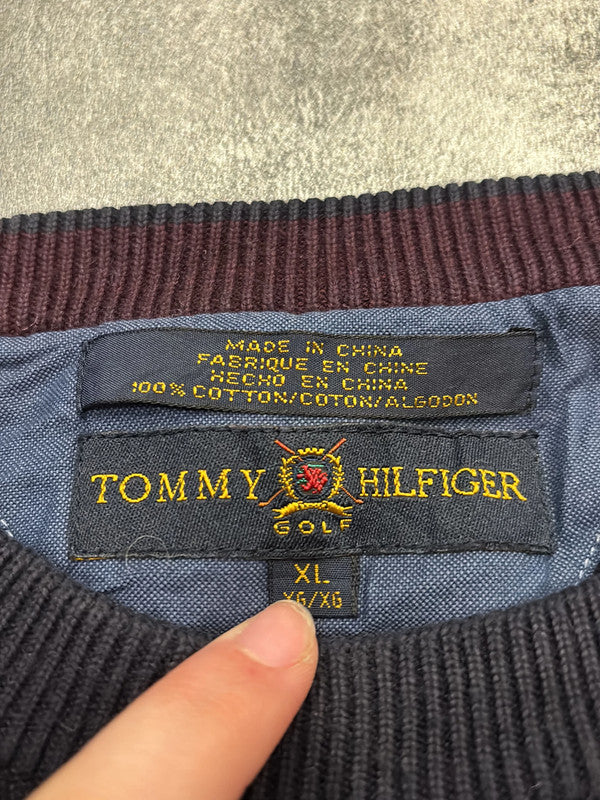 MADE IN CHINA
FABRIQUE EN CHINE
HECHO EN CHINA
100% COTTON/COTON/ALGODON
TOMMY HILFIGER
GOLF
XL
XG/XG